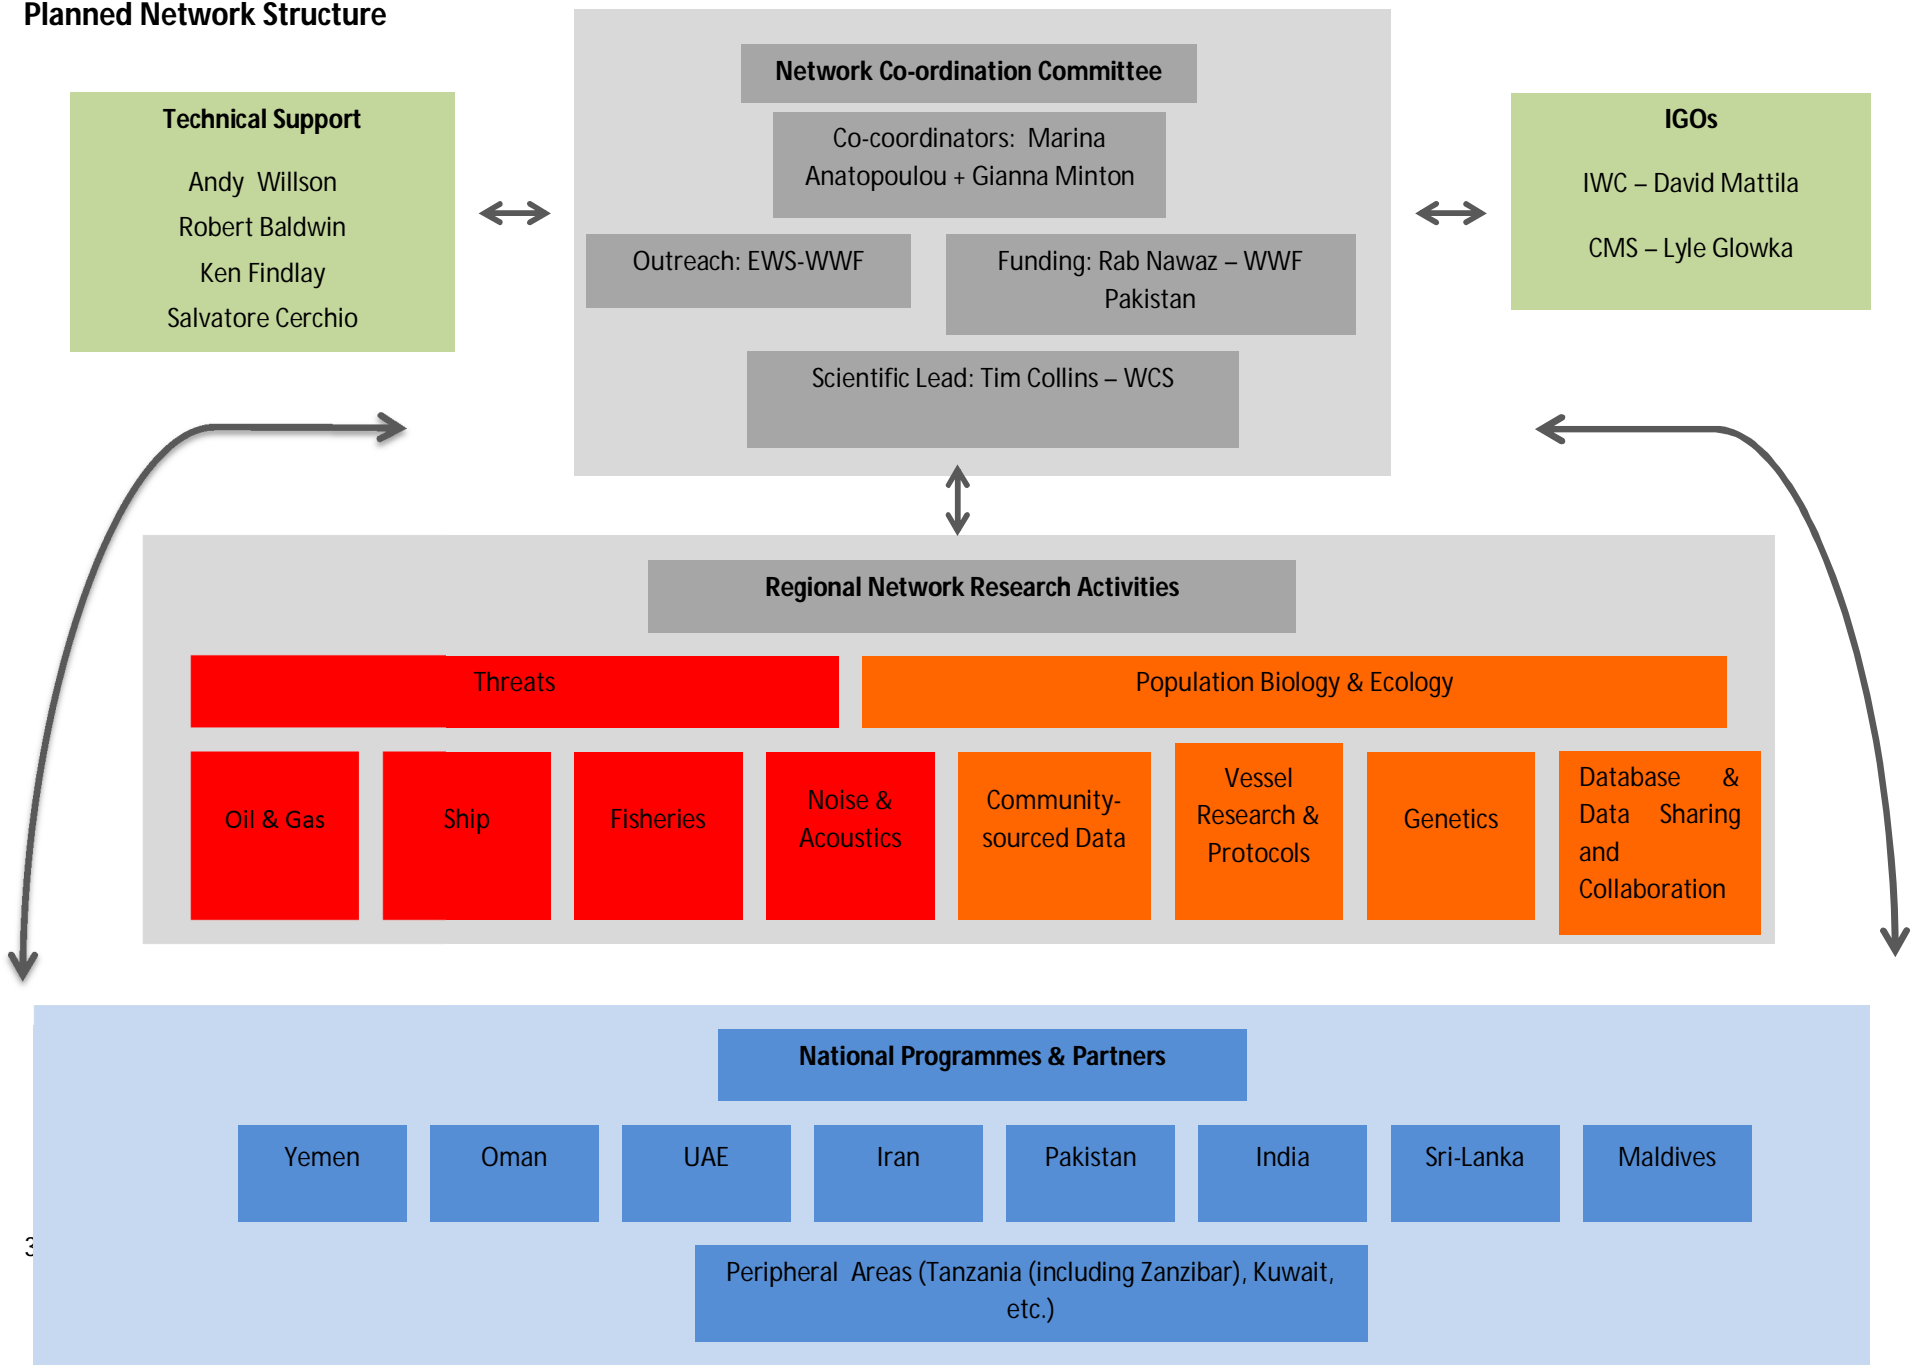 Planned Network Structure
Network Co-ordination Committee
Co-coordinators: Marina
Anatopoulou + Gianna Minton
Outreach: EWS-WWF
Funding: Rab Nawaz – WWF
Pakistan
Scientific Lead: Tim Collins – WCS
Technical Support
Andy Willson
Robert Baldwin
Ken Findlay
Salvatore Cerchio
IGOs
IWC – David Mattila
CMS – Lyle Glowka
Regional Network Research Activities
Threats
Population Biology & Ecology
Oil & Gas
Ship
Fisheries
Noise &
Acoustics
Community-
sourced Data
Vessel
Research &
Protocols
Genetics
Database &
Data Sharing
and
Collaboration
National Programmes & Partners
Yemen
Oman
UAE
Iran
Pakistan
India
Sri-Lanka
Maldives
3
Peripheral Areas (Tanzania (including Zanzibar), Kuwait,
etc.)